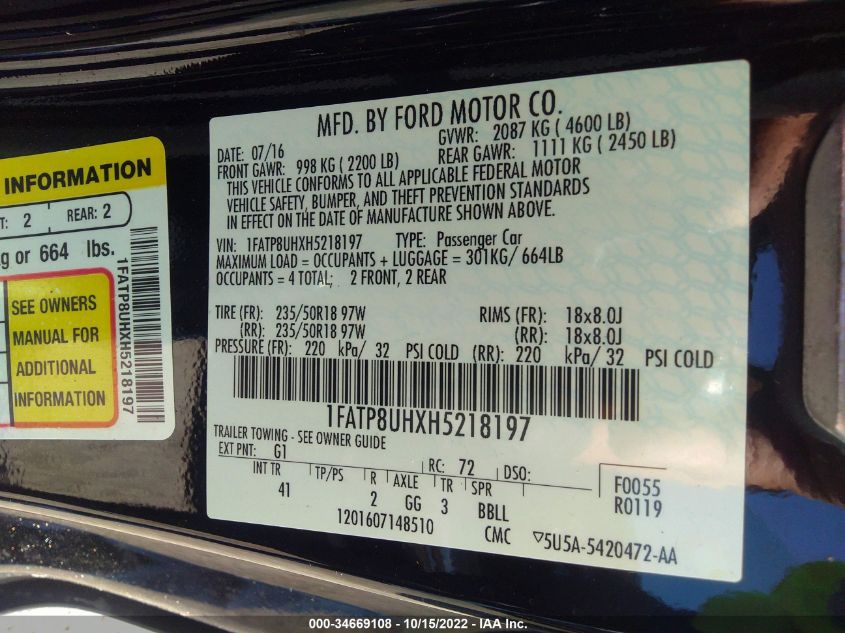 INFORMATION
T: 2 REAR: 2
g or 664 lbs.
SEE OWNERS
MANUAL FOR
ADDITIONAL
INFORMATION
1FATP8UHXH5218197
MFD. BY FORD MOTOR CO.
DATE: 07/16 GVWR: 2087 KG ( 4600 LB)
FRONT GAWR: 998 KG ( 2200 LB) REAR GAWR: 1111 KG ( 2450 LB)
THIS VEHICLE CONFORMS TO ALL APPLICABLE FEDERAL MOTOR
VEHICLE SAFETY, BUMPER, AND THEFT PREVENTION STANDARDS
IN EFFECT ON THE DATE OF MANUFACTURE SHOWN ABOVE.
VIN: 1FATP8UHXH5218197 TYPE: Passenger Car
MAXIMUM LOAD = OCCUPANTS + LUGGAGE = 301KG/ 664LB
OCCUPANTS = 4 TOTAL; 2 FRONT, 2 REAR
TIRE (FR): 235/50R18 97W RIMS (FR): 18x8.0J
(RR): 235/50R18 97W (RR): 18x8.0J
PRESSURE (FR): 220 kPa/ 32 PSI COLD (RR): 220 kPa/ 32 PSI COLD
1FATP8UHXH5218197
TRAILER TOWING - SEE OWNER GUIDE
EXT PNT: G1 RC: 72 DSO:
INT TR TP/PS R AXLE TR SPR F0055
41 2 GG 3 BBLL R0119
1201607148510 CMC ▽5U5A-5420472-AA
000-34669108 - 10/15/2022 - Copyright © 2022 IAA, Inc.